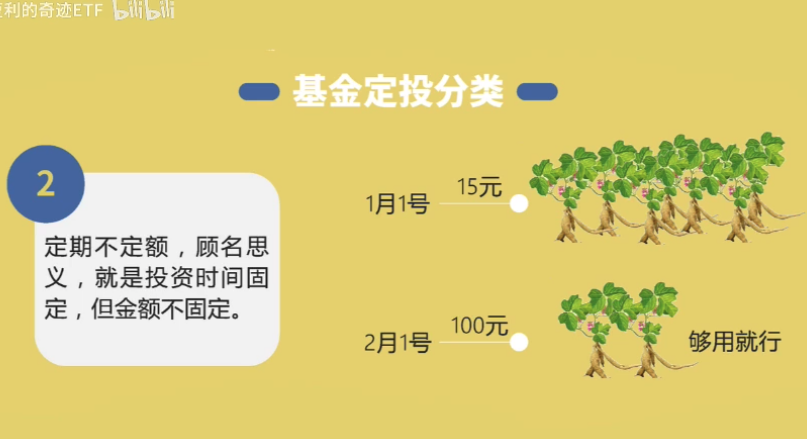 利的奇迹ETF bilibili
基金定投分类
2
定期不定额，顾名思
义，就是投资时间固
定，但金额不固定。
1月1号 15元
2月1号 100元 够用就行